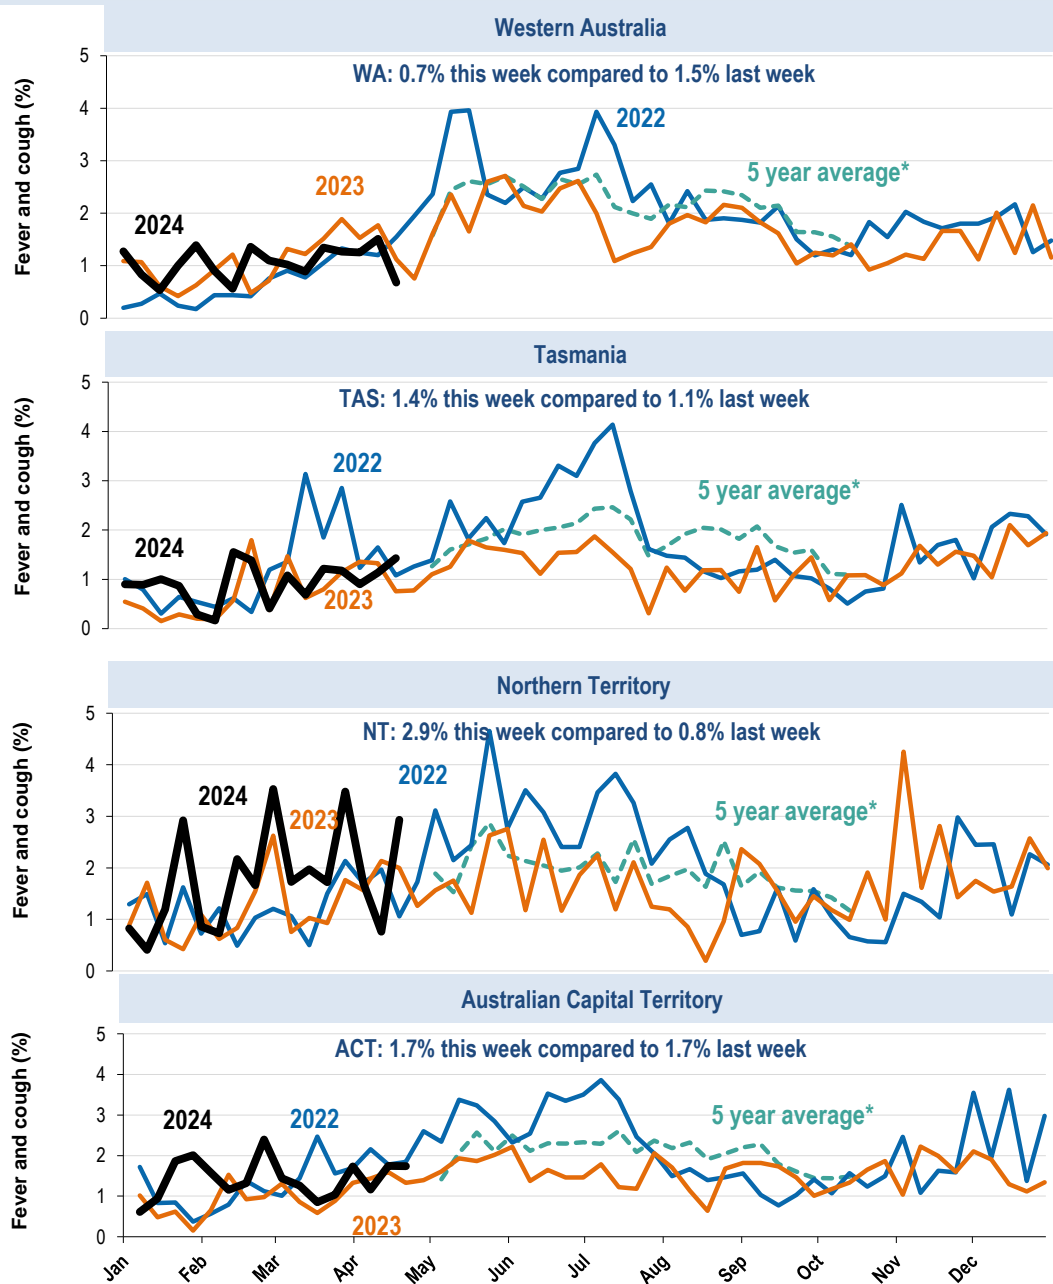 Western Australia
WA: 0.7% this week compared to 1.5% last week
Fever and cough (%)
5
4
3
2
1
0
2024
2023
2022
5 year average*
Tasmania
TAS: 1.4% this week compared to 1.1% last week
Fever and cough (%)
5
4
3
2
1
0
2024
2022
2023
5 year average*
Northern Territory
NT: 2.9% this week compared to 0.8% last week
Fever and cough (%)
5
4
3
2
1
0
2024
2023
2022
5 year average*
Australian Capital Territory
ACT: 1.7% this week compared to 1.7% last week
Fever and cough (%)
5
4
3
2
1
0
2024
2022
2023
5 year average*
Jan Feb Mar Apr May Jun Jul Aug Sep Oct Nov Dec